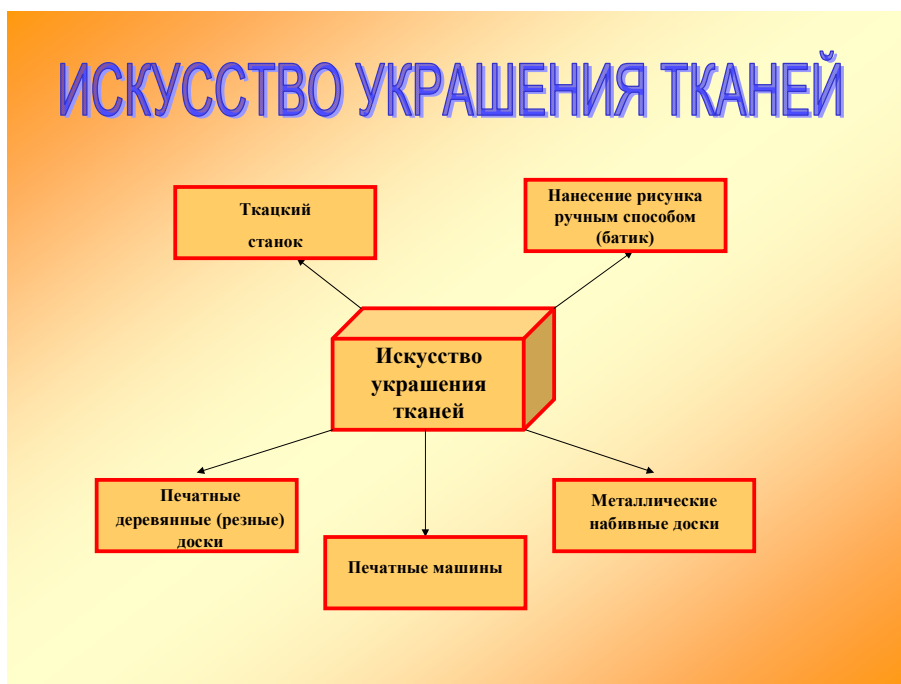 ИСКУССТВО УКРАШЕНИЯ ТКАНЕЙ
Ткацкий
станок
Нанесение рисунка
ручным способом
(батик)
Искусство
украшения
тканей
Печатные
деревянные (резные)
доски
Печатные машины
Металлические
набивные доски